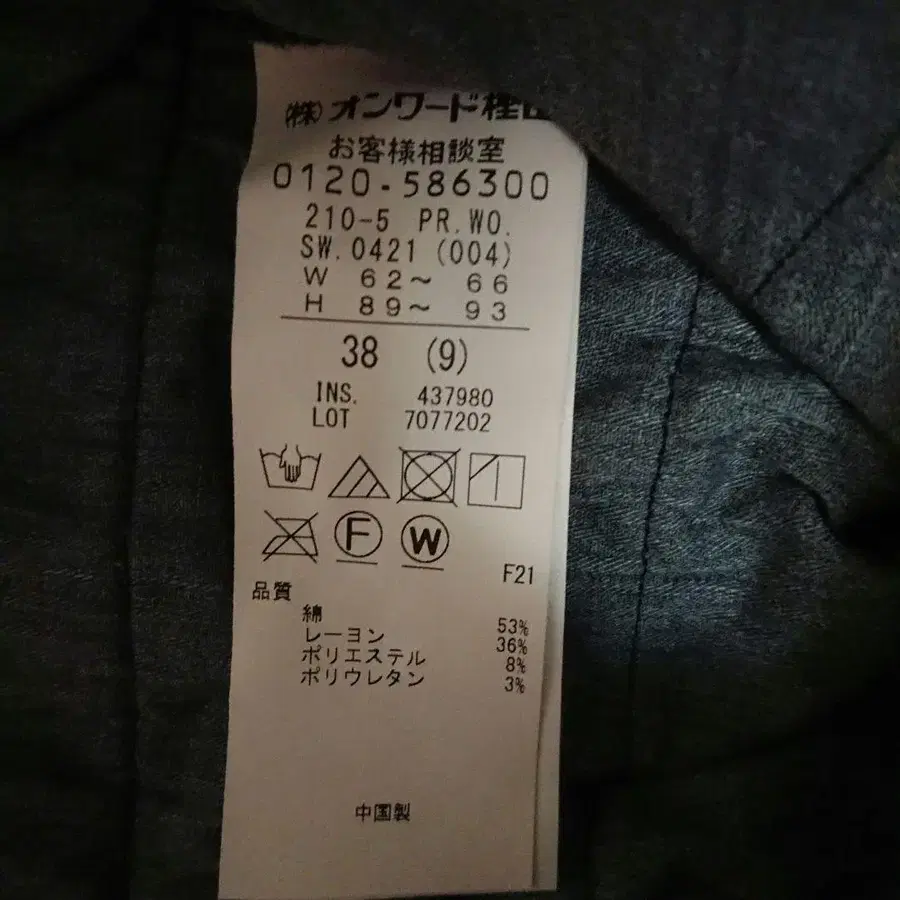 (株)オンワード樫山
お客様相談室
0120-586300
210-5 PR.WO.
SW.0421 (004)
W 62～ 66
H 89～ 93
38 (9)
INS. 437980
LOT 7077202
F
W
F21
品質
綿 53%
レーヨン 36%
ポリエステル 8%
ポリウレタン 3%
中国製